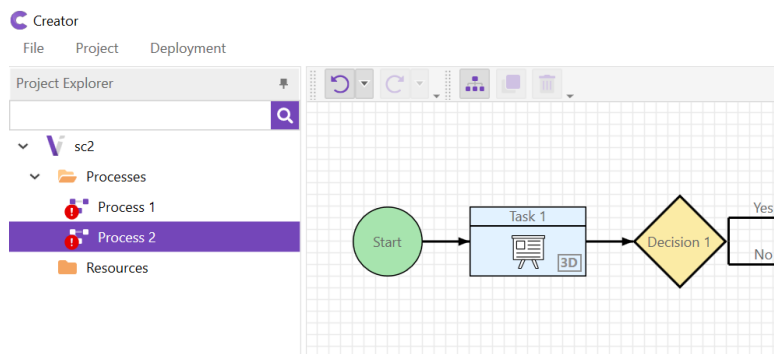 Creator
File Project Deployment
Project Explorer
sc2
Processes
Process 1
Process 2
Resources
Start
Task 1
3D
Decision 1
Yes
No